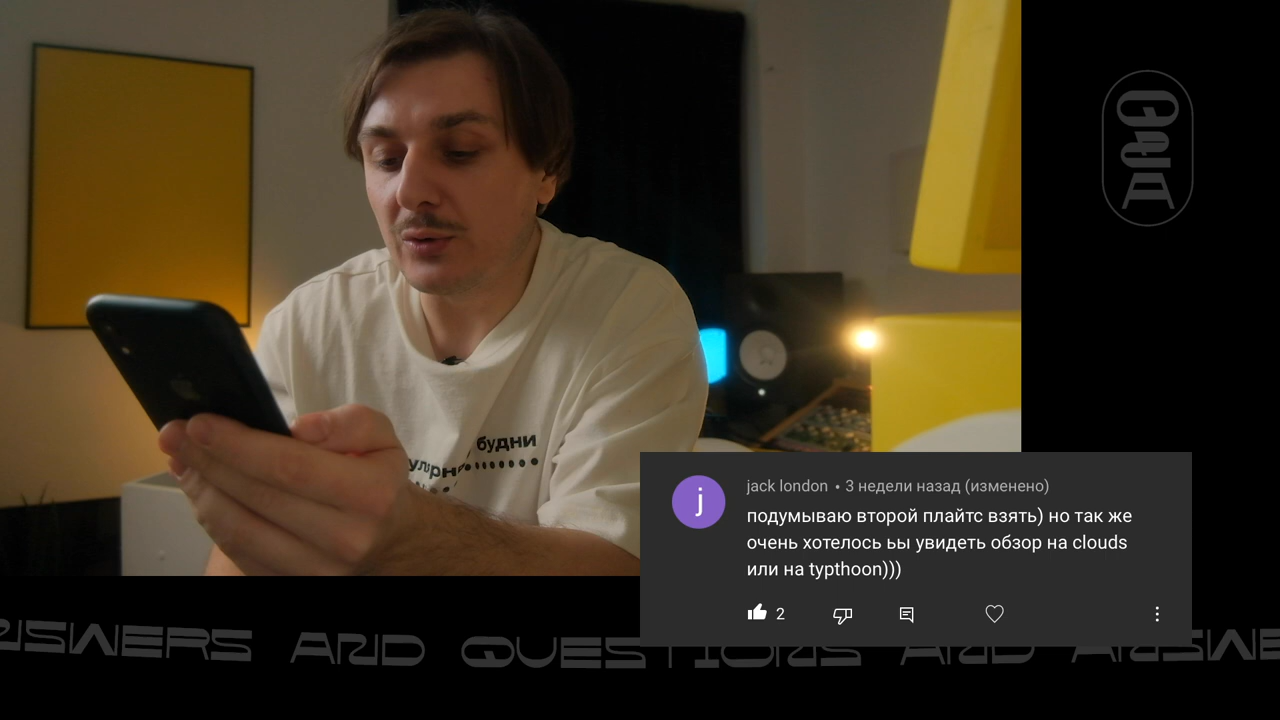 будни
jack london • 3 недели назад (изменено)
подумываю второй плайтс взять) но так же
очень хотелось ьы увидеть обзор на clouds
или на typthoon)))
2
ANSWERS AND QUESTIONS AND ANSWE